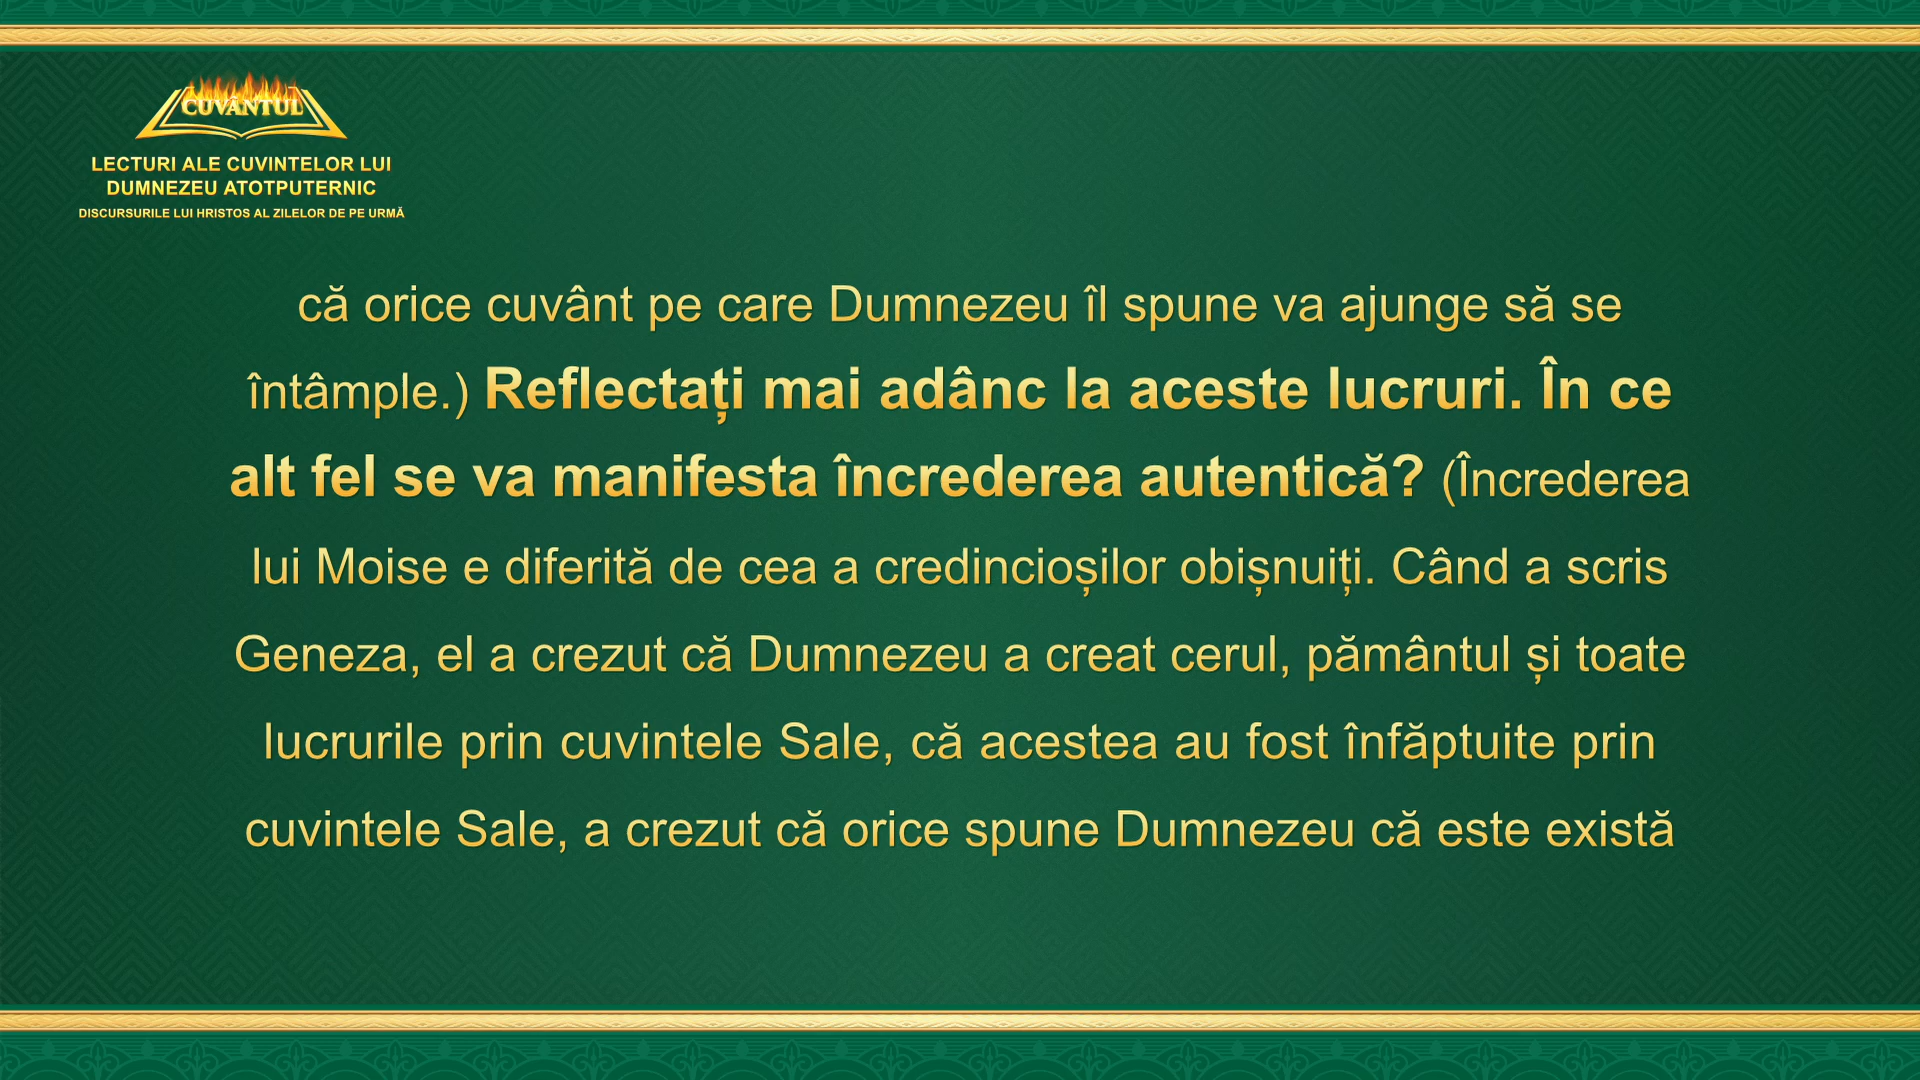 CUVÂNTUL
LECTURI ALE CUVINTELOR LUI
DUMNEZEU ATOTPUTERNIC
DISCURSURILE LUI HRISTOS AL ZILELOR DE PE URMĂ
că orice cuvânt pe care Dumnezeu îl spune va ajunge să se
întâmple.) Reflectați mai adânc la aceste lucruri. În ce
alt fel se va manifesta încrederea autentică? (Încrederea
lui Moise e diferită de cea a credincioșilor obișnuiți. Când a scris
Geneza, el a crezut că Dumnezeu a creat cerul, pământul și toate
lucrurile prin cuvintele Sale, că acestea au fost înfăptuite prin
cuvintele Sale, a crezut că orice spune Dumnezeu că este există